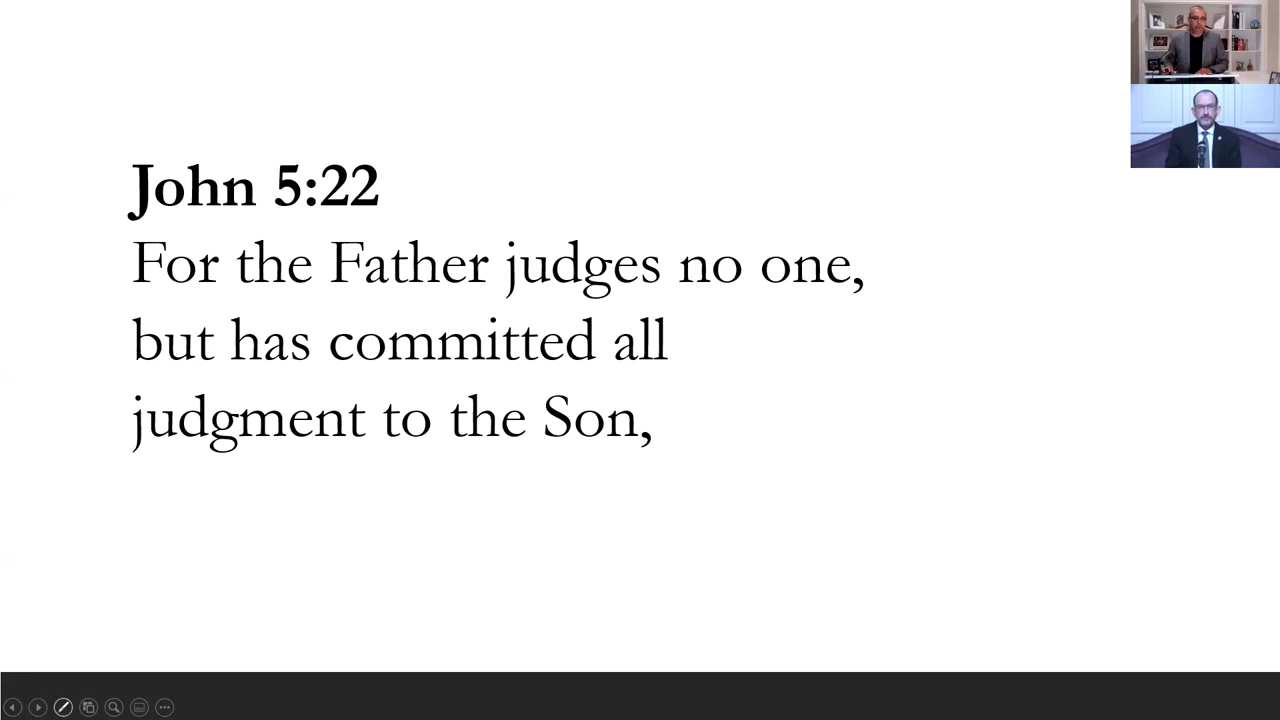 John 5:22
For the Father judges no one,
but has committed all
judgment to the Son,